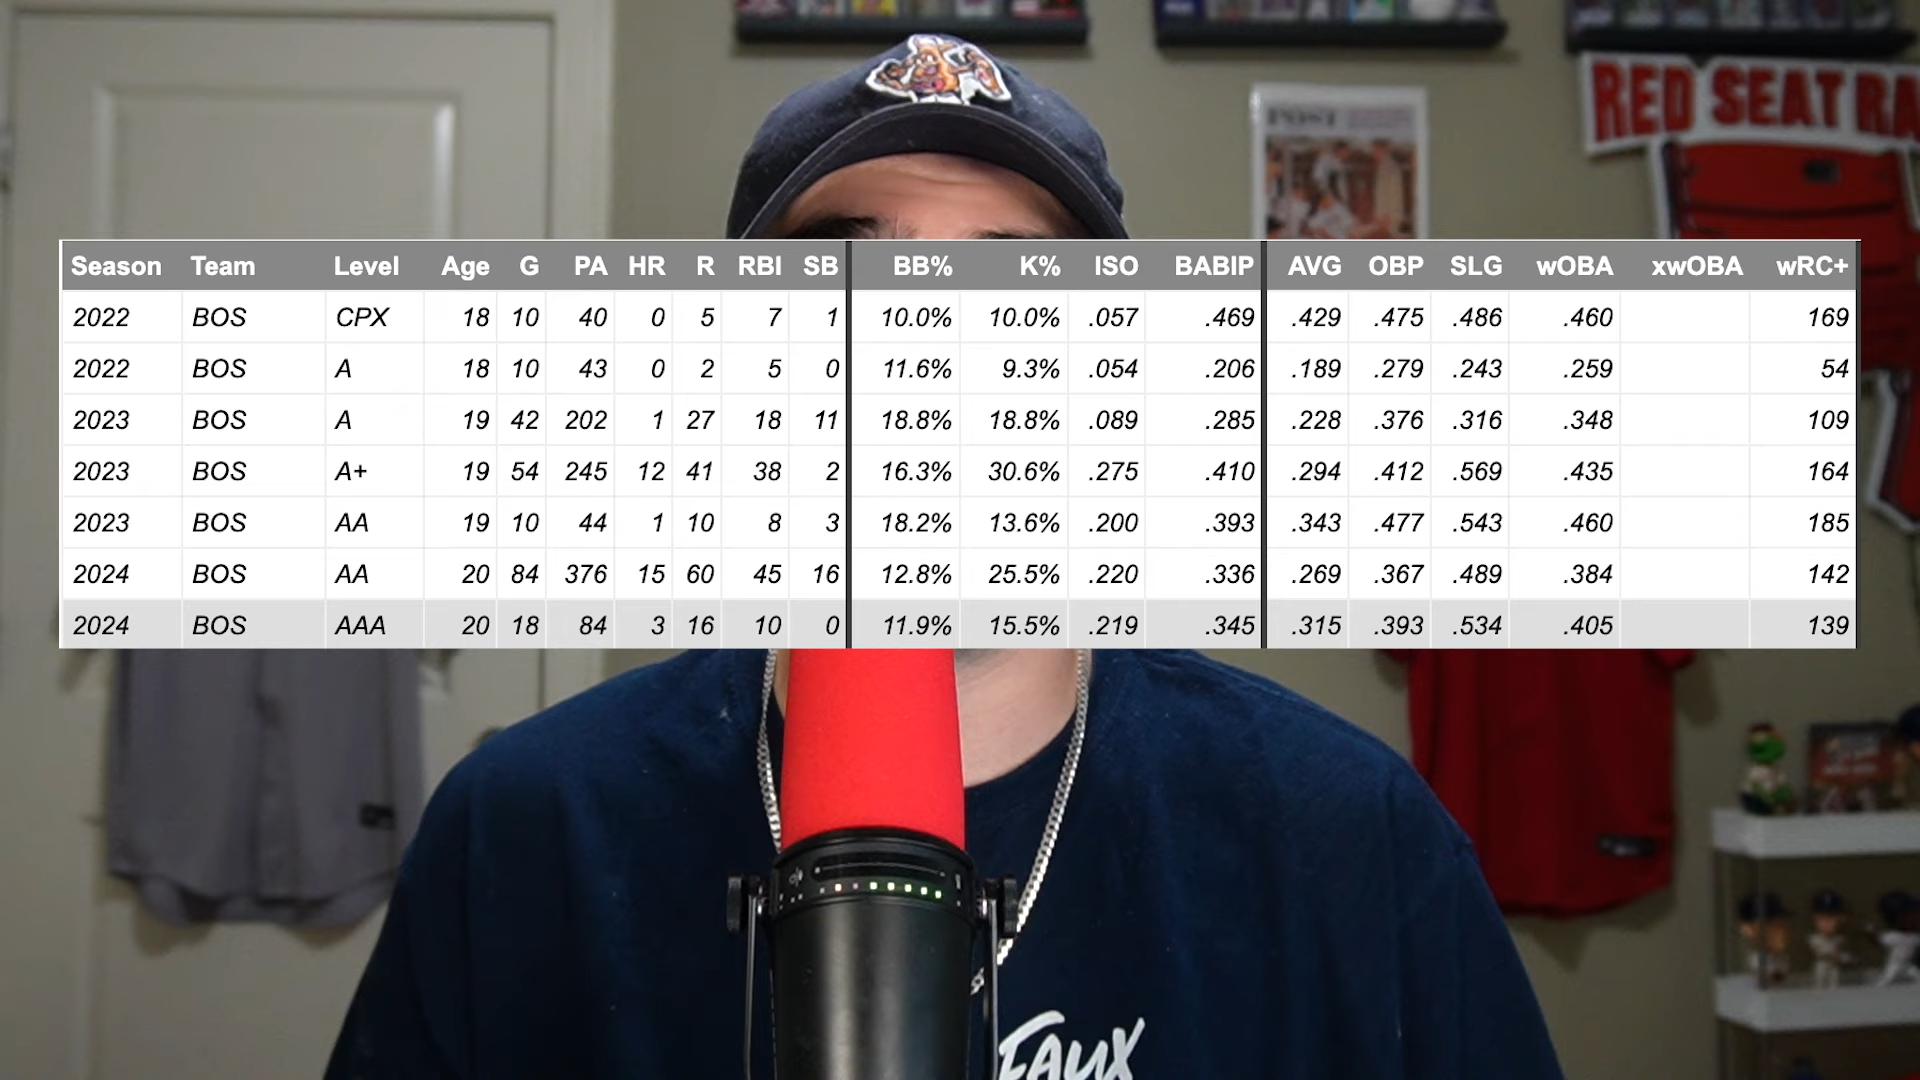 POST
RED SEAT RA
Season Team Level Age G PA HR R RBI SB BB% K% ISO BABIP AVG OBP SLG wOBA xwOBA wRC+
2022 BOS CPX 18 10 40 0 5 7 1 10.0% 10.0% .057 .469 .429 .475 .486 .460 169
2022 BOS A 18 10 43 0 2 5 0 11.6% 9.3% .054 .206 .189 .279 .243 .259 54
2023 BOS A 19 42 202 1 27 18 11 18.8% 18.8% .089 .285 .228 .376 .316 .348 109
2023 BOS A+ 19 54 245 12 41 38 2 16.3% 30.6% .275 .410 .294 .412 .569 .435 164
2023 BOS AA 19 10 44 1 10 8 3 18.2% 13.6% .200 .393 .343 .477 .543 .460 185
2024 BOS AA 20 84 376 15 60 45 16 12.8% 25.5% .220 .336 .269 .367 .489 .384 142
2024 BOS AAA 20 18 84 3 16 10 0 11.9% 15.5% .219 .345 .315 .393 .534 .405 139
FAUX